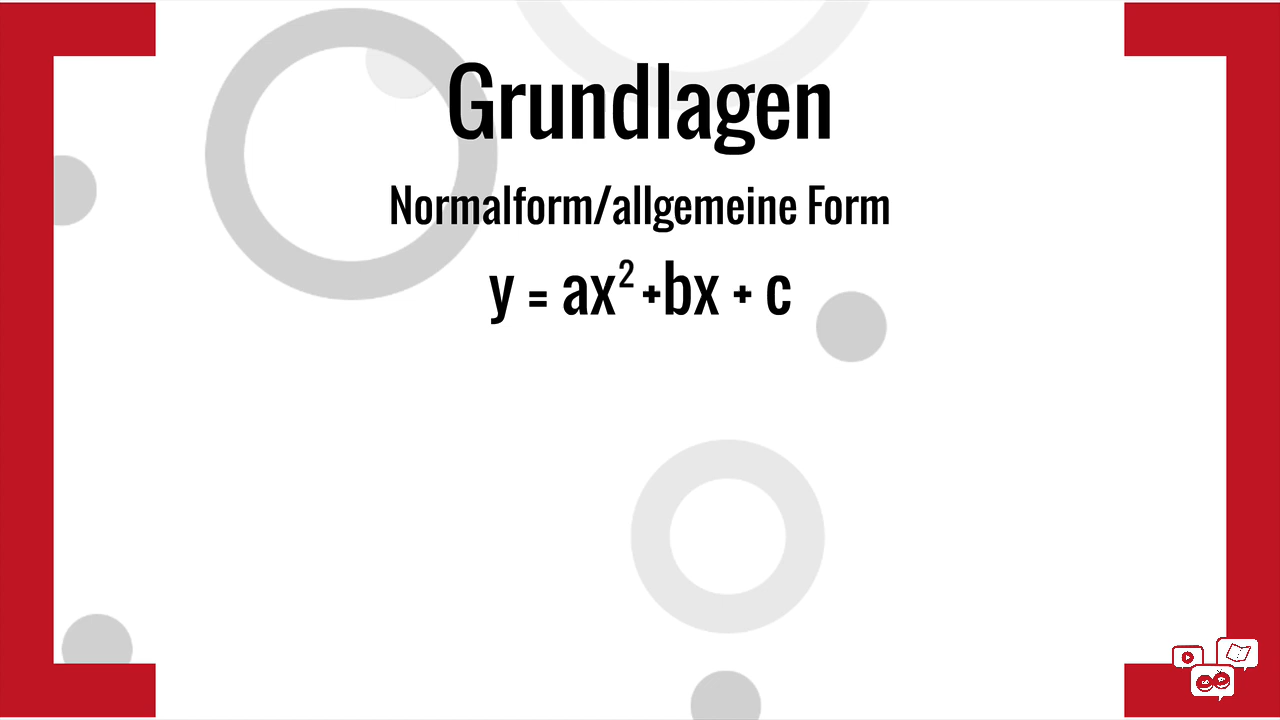 Grundlagen
Normalform/allgemeine Form
y = ax² +bx + c